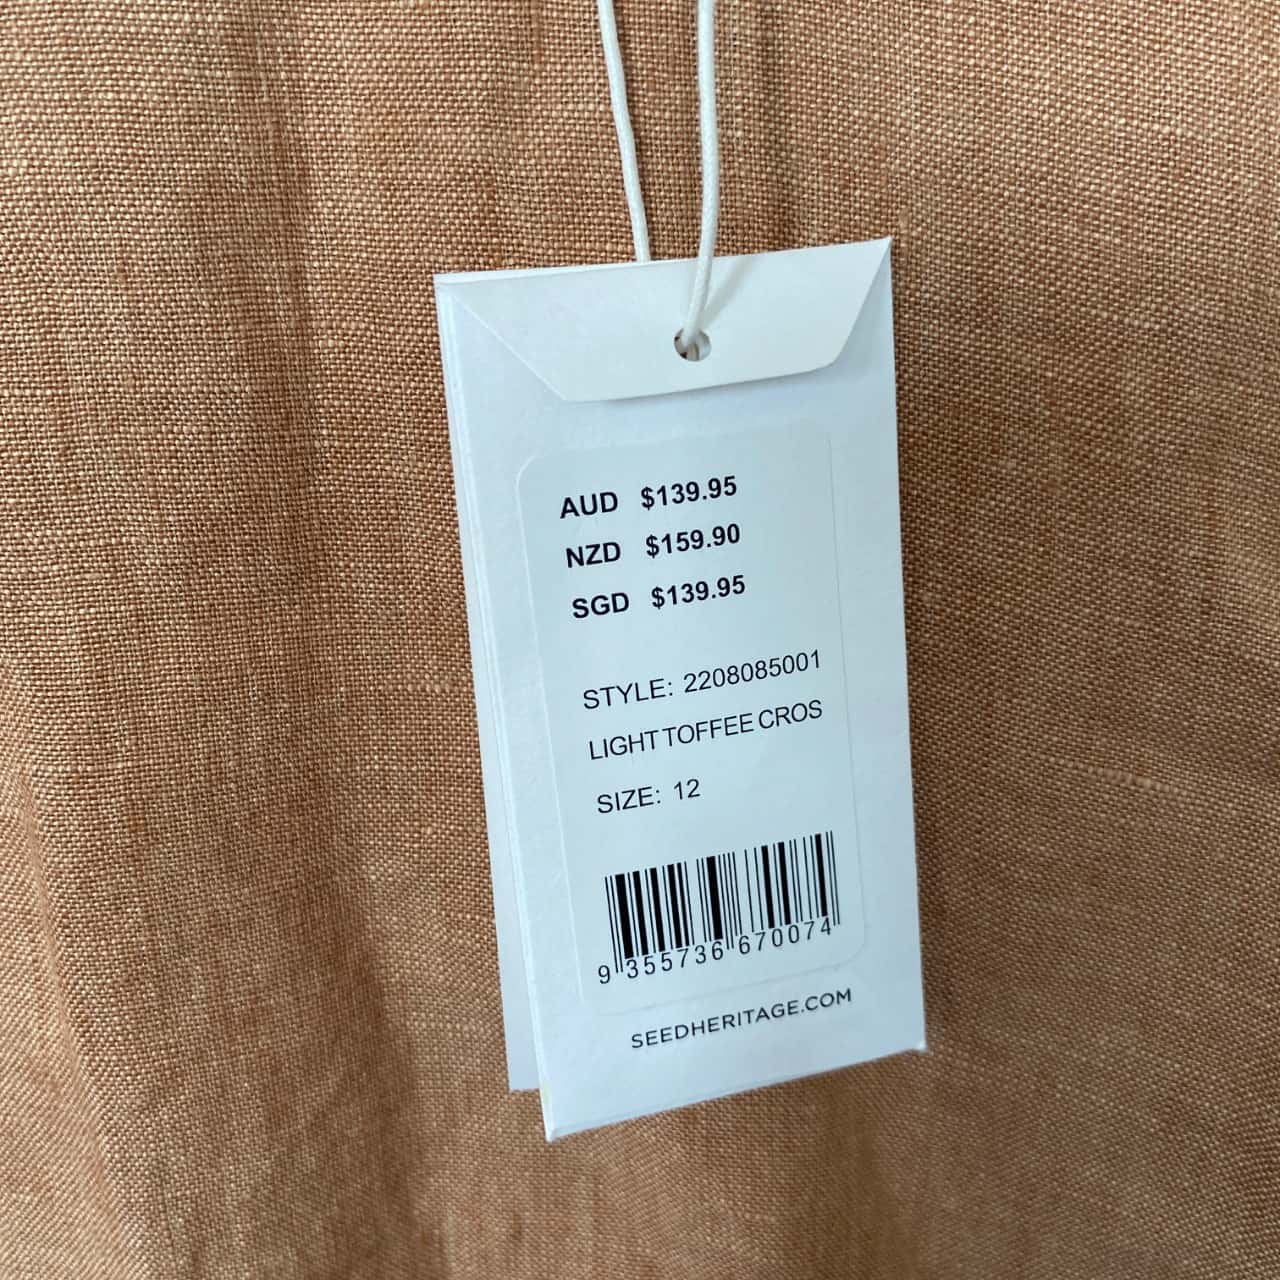 AUD $139.95
NZD $159.90
SGD $139.95
STYLE: 2208085001
LIGHT TOFFEE CROS
SIZE: 12
9 355736 670074
SEEDHERITAGE.COM